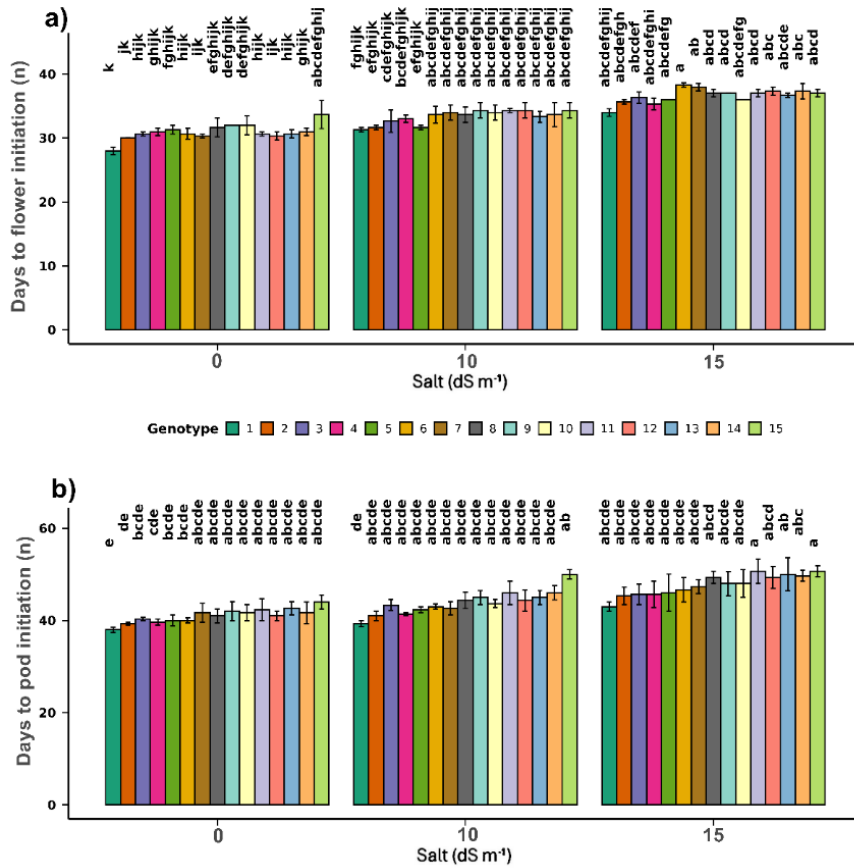 a)
Days to flower initiation (n)
40
30
20
10
0
k jk hijk ghijk fghijk hijk ijk efghijk defghijk defghijk hijk ijk hijk ghijk abcdefghij
fghijk efghijk cdefghijk bcdefghijk efghijk abcdefghij abcdefghij abcdefghij abcdefghij abcdefghij abcdefghij abcdefghij abcdefghij abcdefghij abcdefghij
abcdefghij abcdefgh abcdef abcdefghi abcdefg a ab abcd abcd abcdefg abcd abc abcde abc abcd
0 10 15
Salt (dS m⁻¹)
Genotype 1 2 3 4 5 6 7 8 9 10 11 12 13 14 15
b)
Days to pod initiation (n)
60
40
20
0
e de bcde cde bcde bcde abcde abcde abcde abcde abcde abcde abcde abcde abcde
de abcde abcde abcde abcde abcde abcde abcde abcde abcde abcde abcde abcde abcde ab
abcde abcde abcde abcde abcde abcde abcde abcd abcde abcde a abcd ab abc a
0 10 15
Salt (dS m⁻¹)